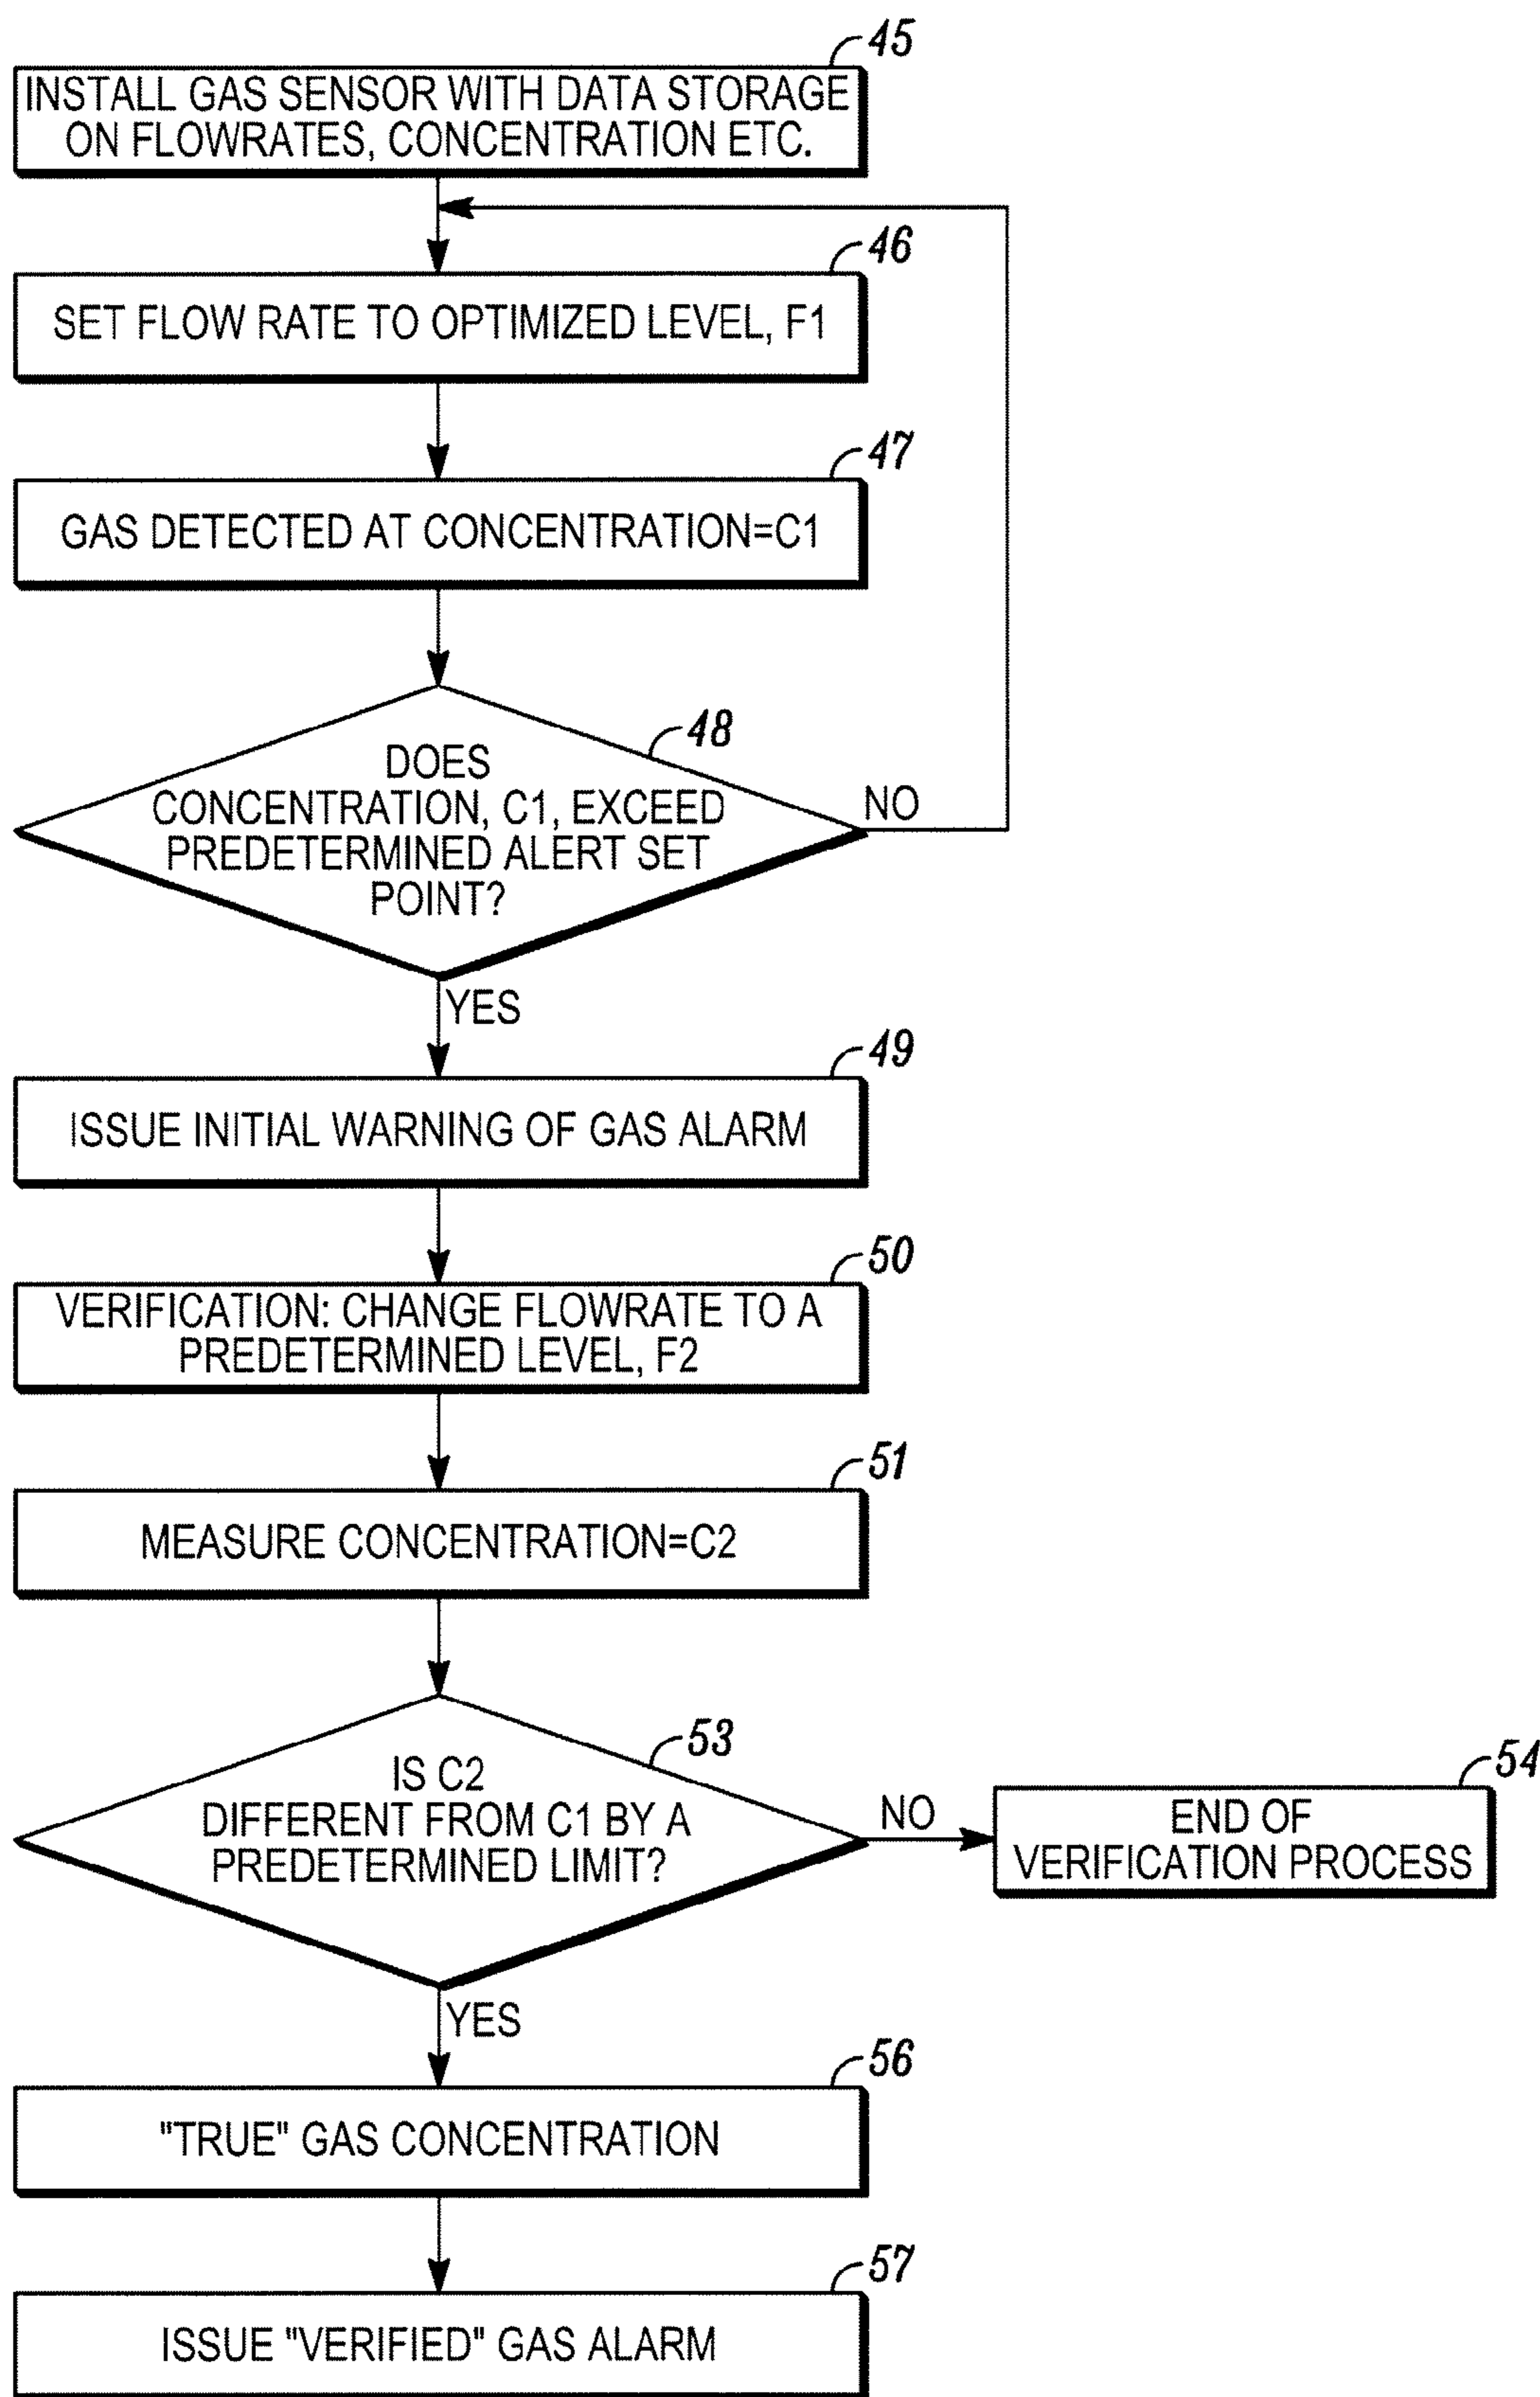 45
INSTALL GAS SENSOR WITH DATA STORAGE
ON FLOWRATES, CONCENTRATION ETC.
46
SET FLOW RATE TO OPTIMIZED LEVEL, F1
47
GAS DETECTED AT CONCENTRATION=C1
48
DOES
CONCENTRATION, C1, EXCEED
PREDETERMINED ALERT SET
POINT?
NO
YES
49
ISSUE INITIAL WARNING OF GAS ALARM
50
VERIFICATION: CHANGE FLOWRATE TO A
PREDETERMINED LEVEL, F2
51
MEASURE CONCENTRATION=C2
53
IS C2
DIFFERENT FROM C1 BY A
PREDETERMINED LIMIT?
NO
54
END OF
VERIFICATION PROCESS
YES
56
"TRUE" GAS CONCENTRATION
57
ISSUE "VERIFIED" GAS ALARM